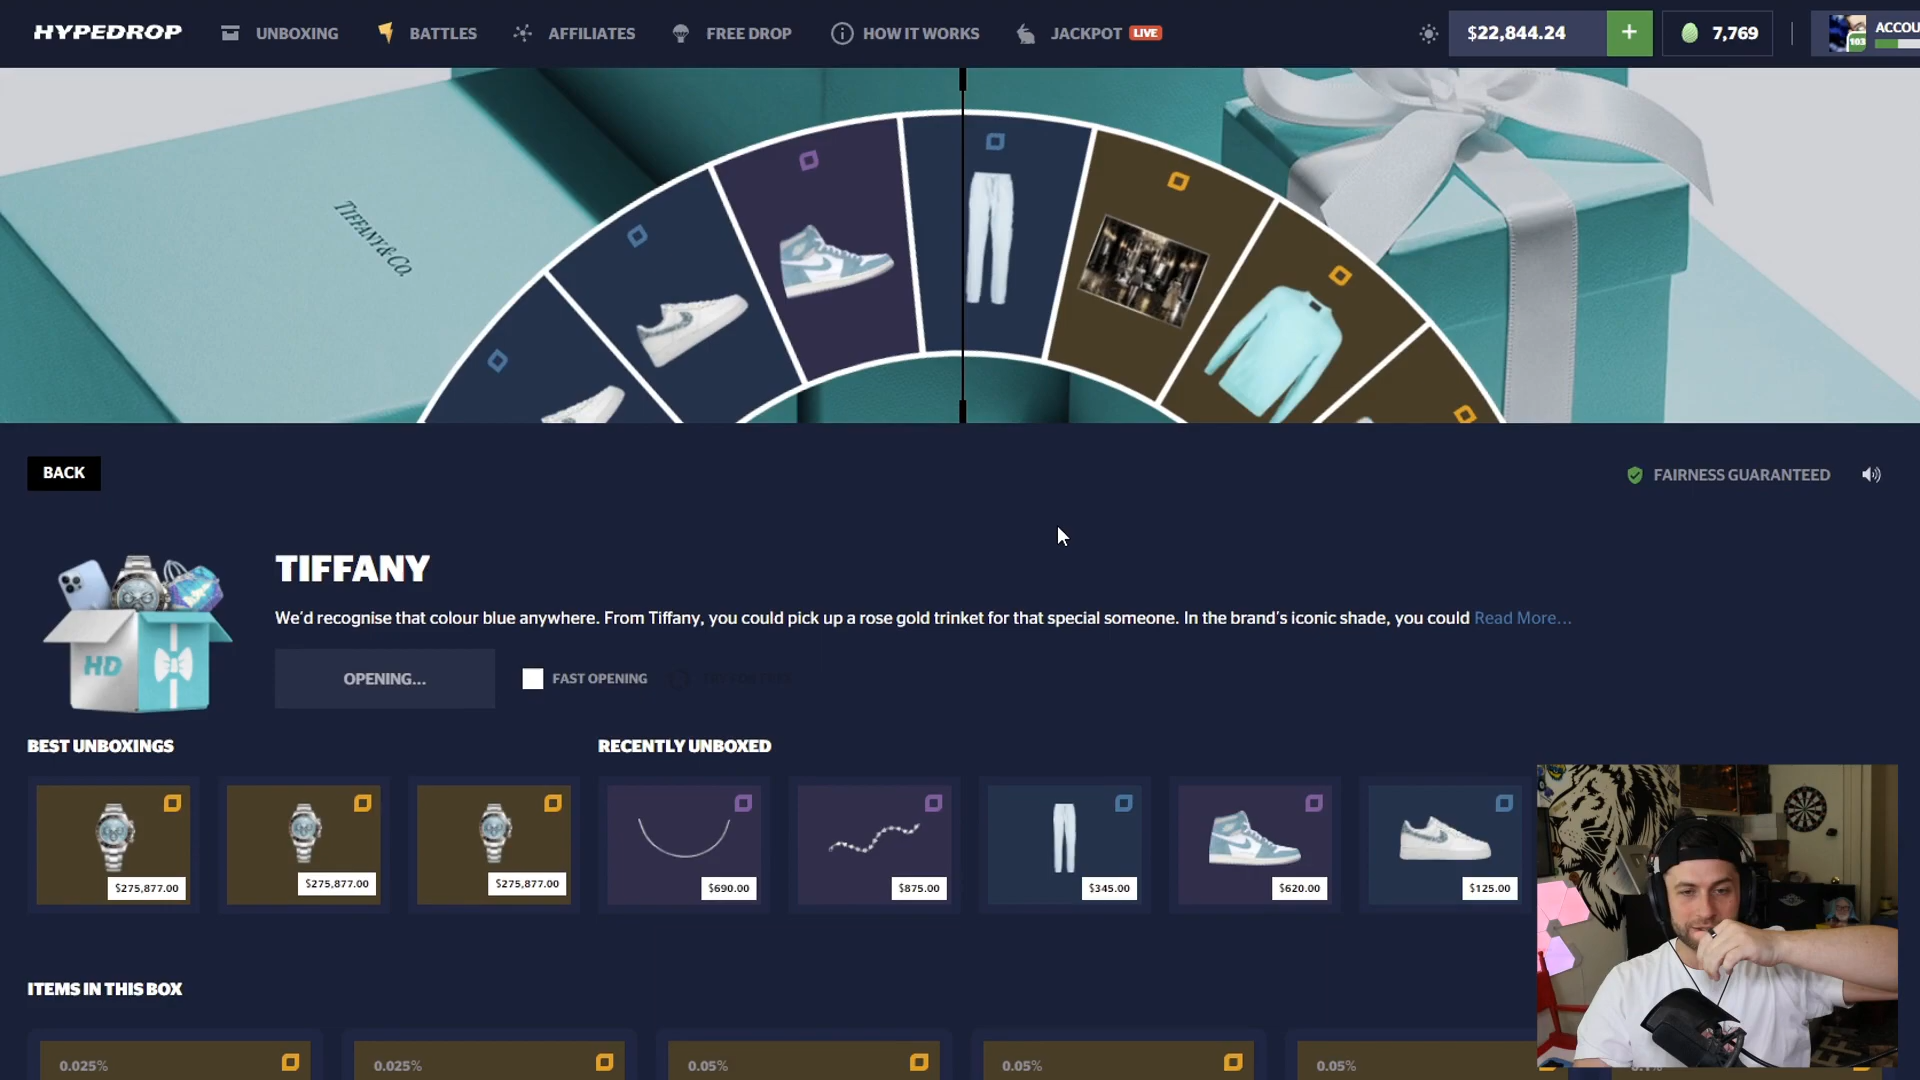 HYPEDROP
UNBOXING
BATTLES
AFFILIATES
FREE DROP
HOW IT WORKS
JACKPOT LIVE
$22,844.24
+
7,769
103
ACCOU
TIFFANY & CO.
BACK
FAIRNESS GUARANTEED
HD
TIFFANY
We'd recognise that colour blue anywhere. From Tiffany, you could pick up a rose gold trinket for that special someone. In the brand's iconic shade, you could Read More...
OPENING...
FAST OPENING
BEST UNBOXINGS
RECENTLY UNBOXED
$275,877.00
$275,877.00
$275,877.00
$690.00
$875.00
$345.00
$620.00
$125.00
ITEMS IN THIS BOX
0.025%
0.025%
0.05%
0.05%
0.05%